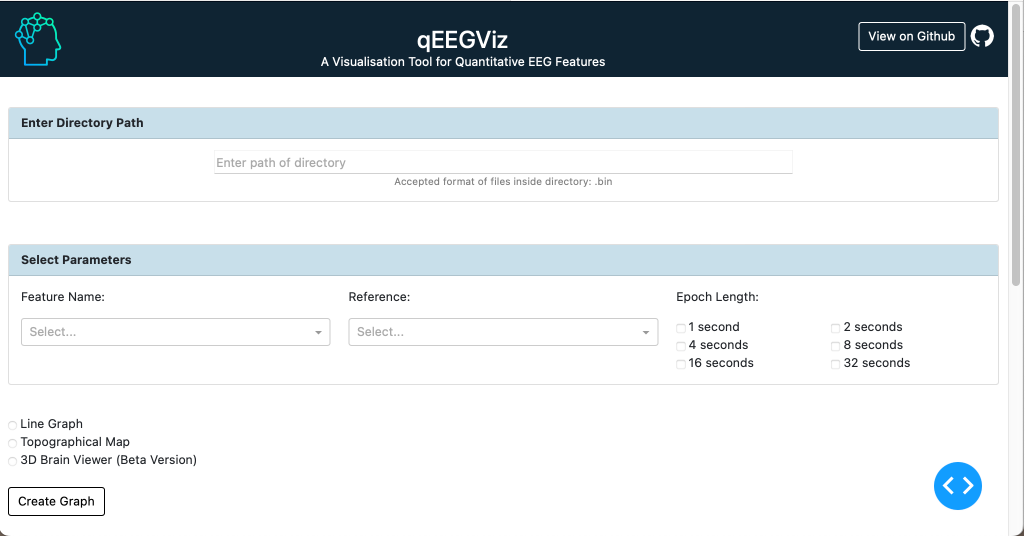 qEEGViz
A Visualisation Tool for Quantitative EEG Features
View on Github
Enter Directory Path
Enter path of directory
Accepted format of files inside directory: .bin
Select Parameters
Feature Name:
Select...
Reference:
Select...
Epoch Length:
1 second
2 seconds
4 seconds
8 seconds
16 seconds
32 seconds
Line Graph
Topographical Map
3D Brain Viewer (Beta Version)
Create Graph